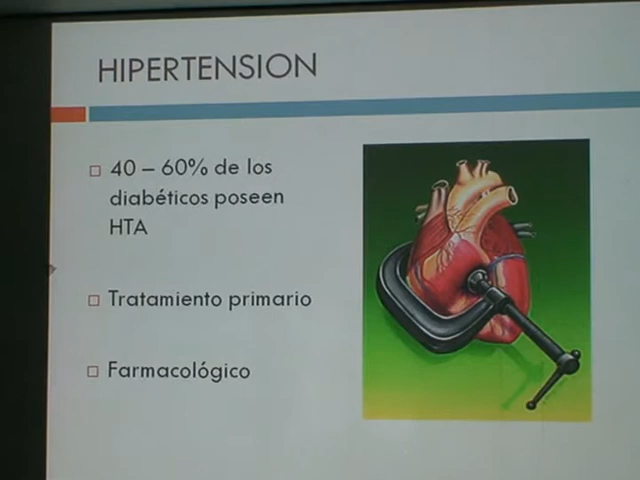 HIPERTENSION
40 – 60% de los
diabéticos poseen
HTA
Tratamiento primario
Farmacológico